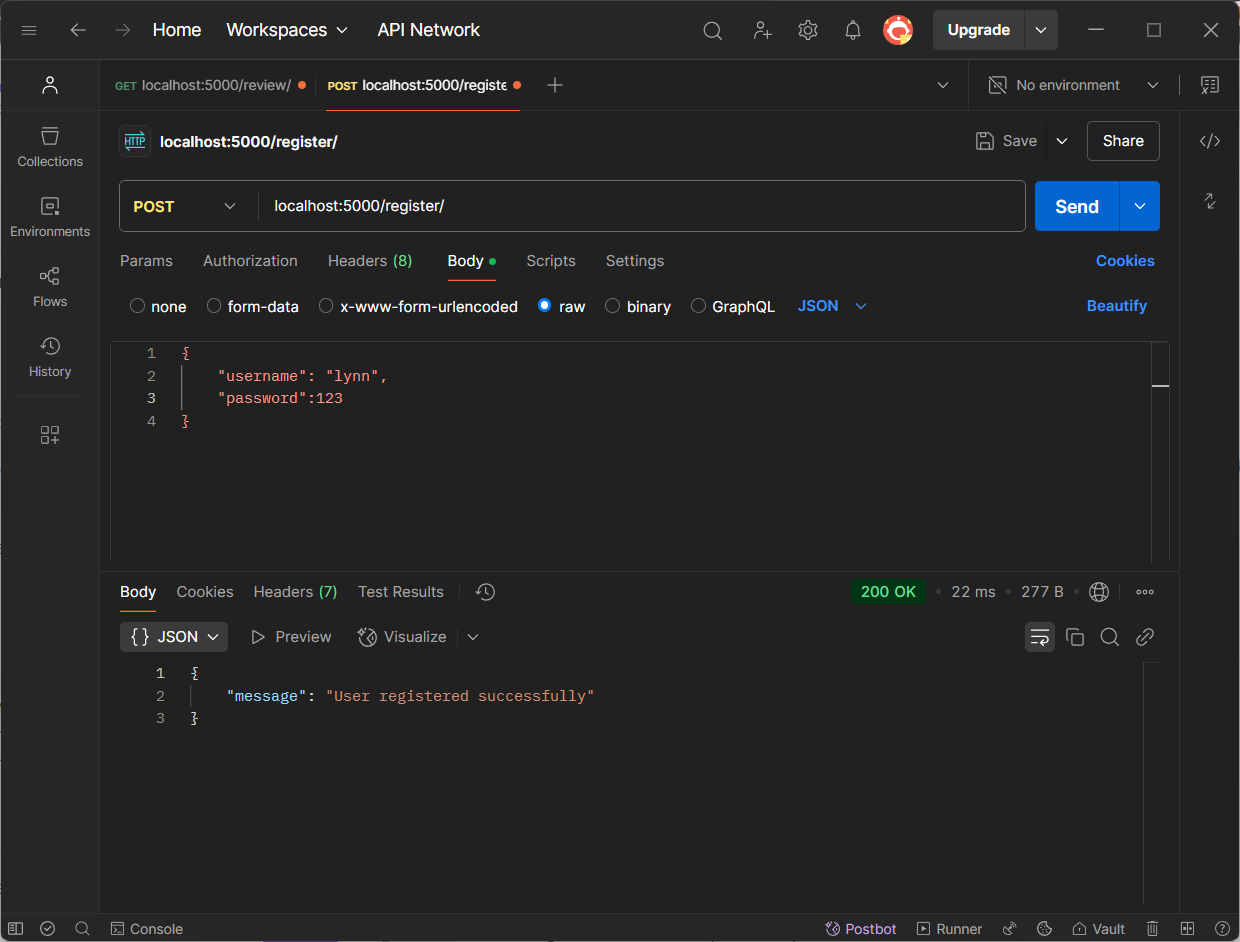 Home Workspaces API Network Upgrade
GET localhost:5000/review/ POST localhost:5000/registe No environment
HTTP localhost:5000/register/ Save Share
POST localhost:5000/register/ Send
Collections
Environments
Flows
History
Params Authorization Headers (8) Body Scripts Settings Cookies
none form-data x-www-form-urlencoded raw binary GraphQL JSON Beautify
1 {
2 "username": "lynn",
3 "password":123
4 }
Body Cookies Headers (7) Test Results 200 OK • 22 ms • 277 B •
{} JSON Preview Visualize
1 {
2 "message": "User registered successfully"
3 }
Console Postbot Runner Vault